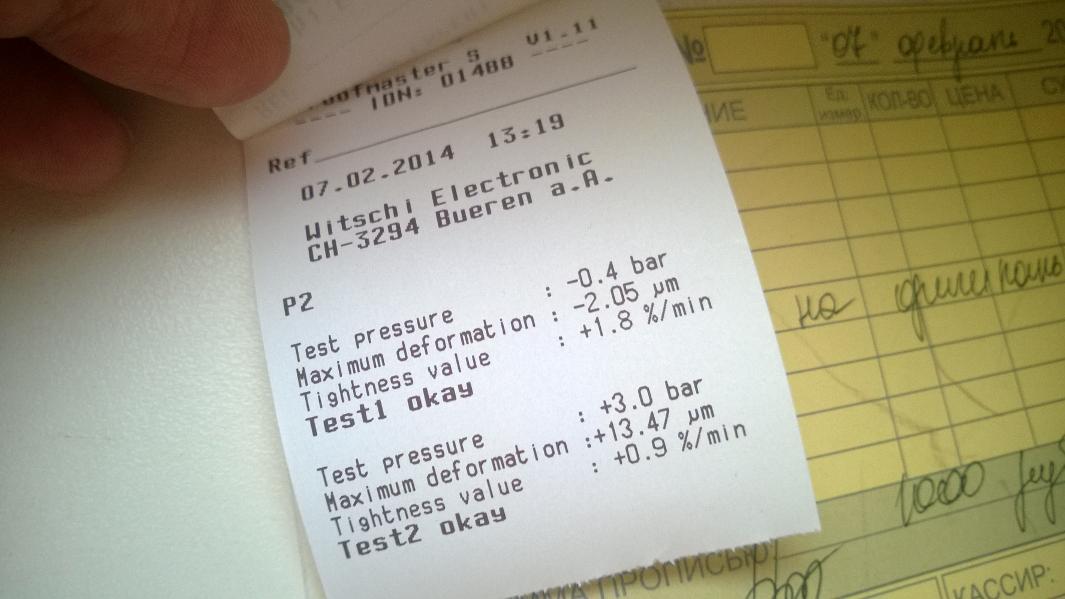 S V1.11
IDN: 01488
Ref
07.02.2014 13:19
Witschi Electronic
CH-3294 Bueren a.A.
P2
Test pressure : -0.4 bar
Maximum deformation : -2.05 µm
Tightness value : +1.8 %/min
Test1 okay
Test pressure : +3.0 bar
Maximum deformation :+13.47 µm
Tightness value : +0.9 %/min
Test2 okay
№ "07" февраль 20
Ед. измер КОЛ-ВО ЦЕНА
на
1000
ПРОПИСЬЮ
КАССИР: